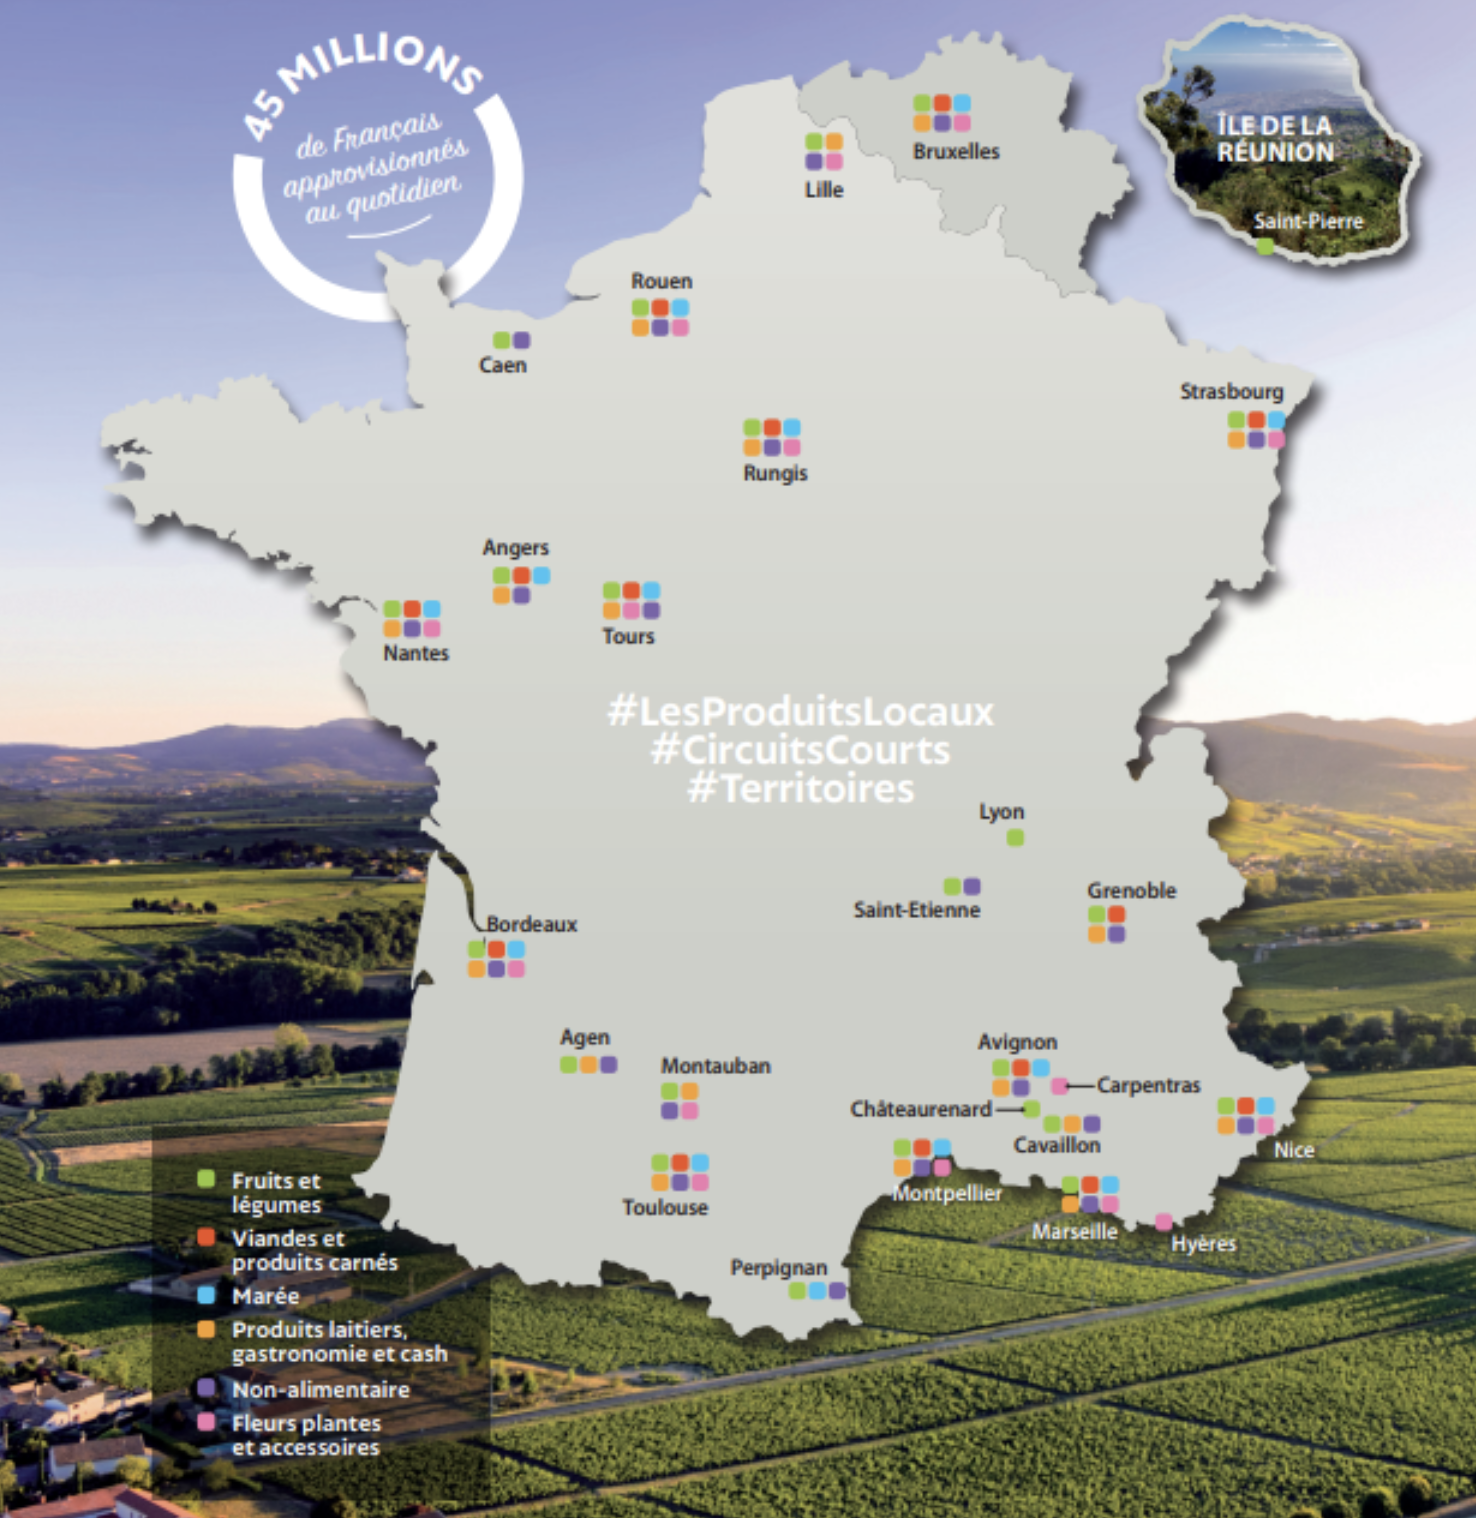 45 MILLIONS
de Français
approvisionnés
au quotidien
ÎLE DE LA
RÉUNION
Saint-Pierre
Bruxelles
Lille
Rouen
Caen
Strasbourg
Rungis
Angers
Tours
Nantes
#LesProduitsLocaux
#CircuitsCourts
#Territoires
Lyon
Saint-Etienne
Grenoble
Bordeaux
Agen
Montauban
Avignon
Carpentras
Châteaurenard
Cavaillon
Nice
Montpellier
Toulouse
Marseille
Hyères
Perpignan
Fruits et
légumes
Viandes et
produits carnés
Marée
Produits laitiers,
gastronomie et cash
Non-alimentaire
Fleurs plantes
et accessoires